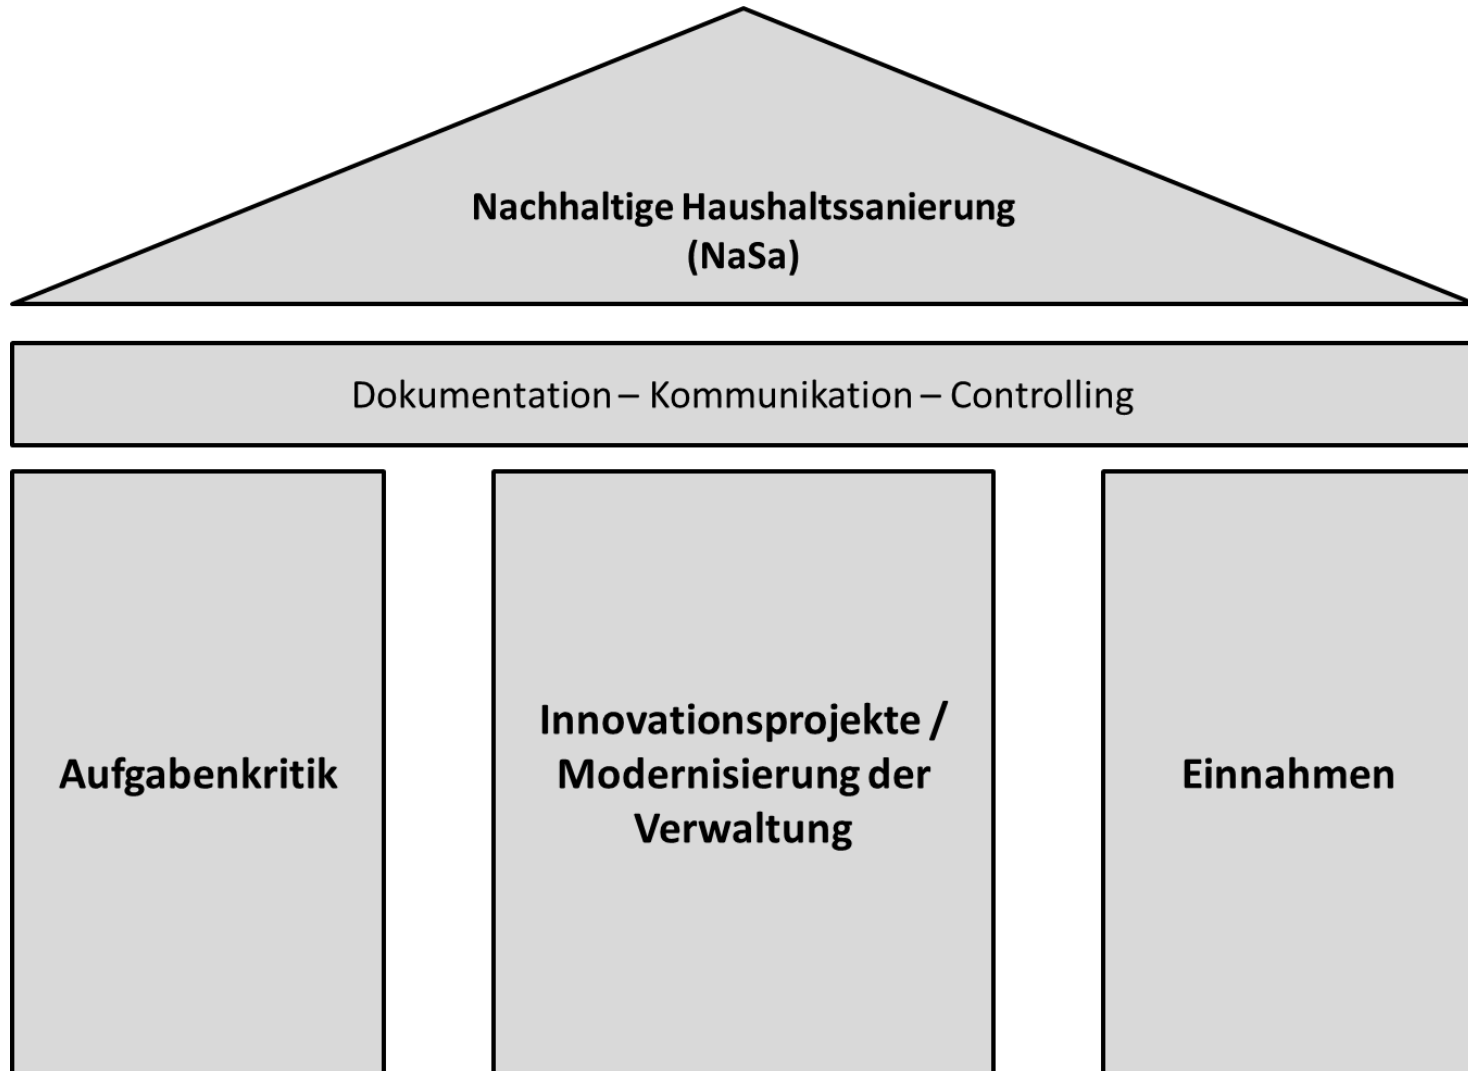 Nachhaltige Haushaltssanierung
(NaSa)
Dokumentation – Kommunikation – Controlling
Aufgabenkritik
Innovationsprojekte /
Modernisierung der
Verwaltung
Einnahmen